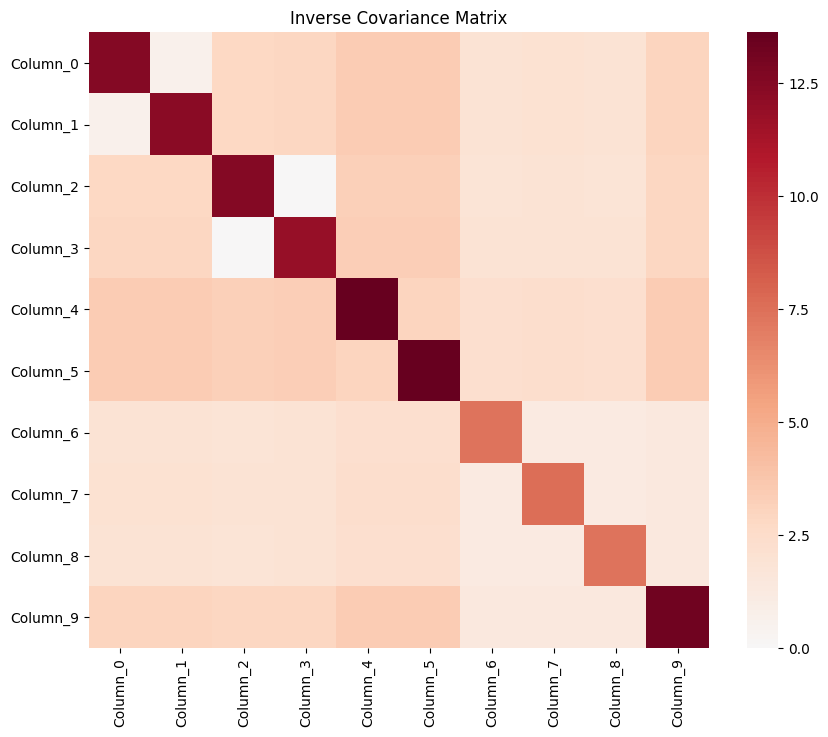 Inverse Covariance Matrix
Column_0
Column_1
Column_2
Column_3
Column_4
Column_5
Column_6
Column_7
Column_8
Column_9
Column_0
Column_1
Column_2
Column_3
Column_4
Column_5
Column_6
Column_7
Column_8
Column_9
12.5
10.0
7.5
5.0
2.5
0.0